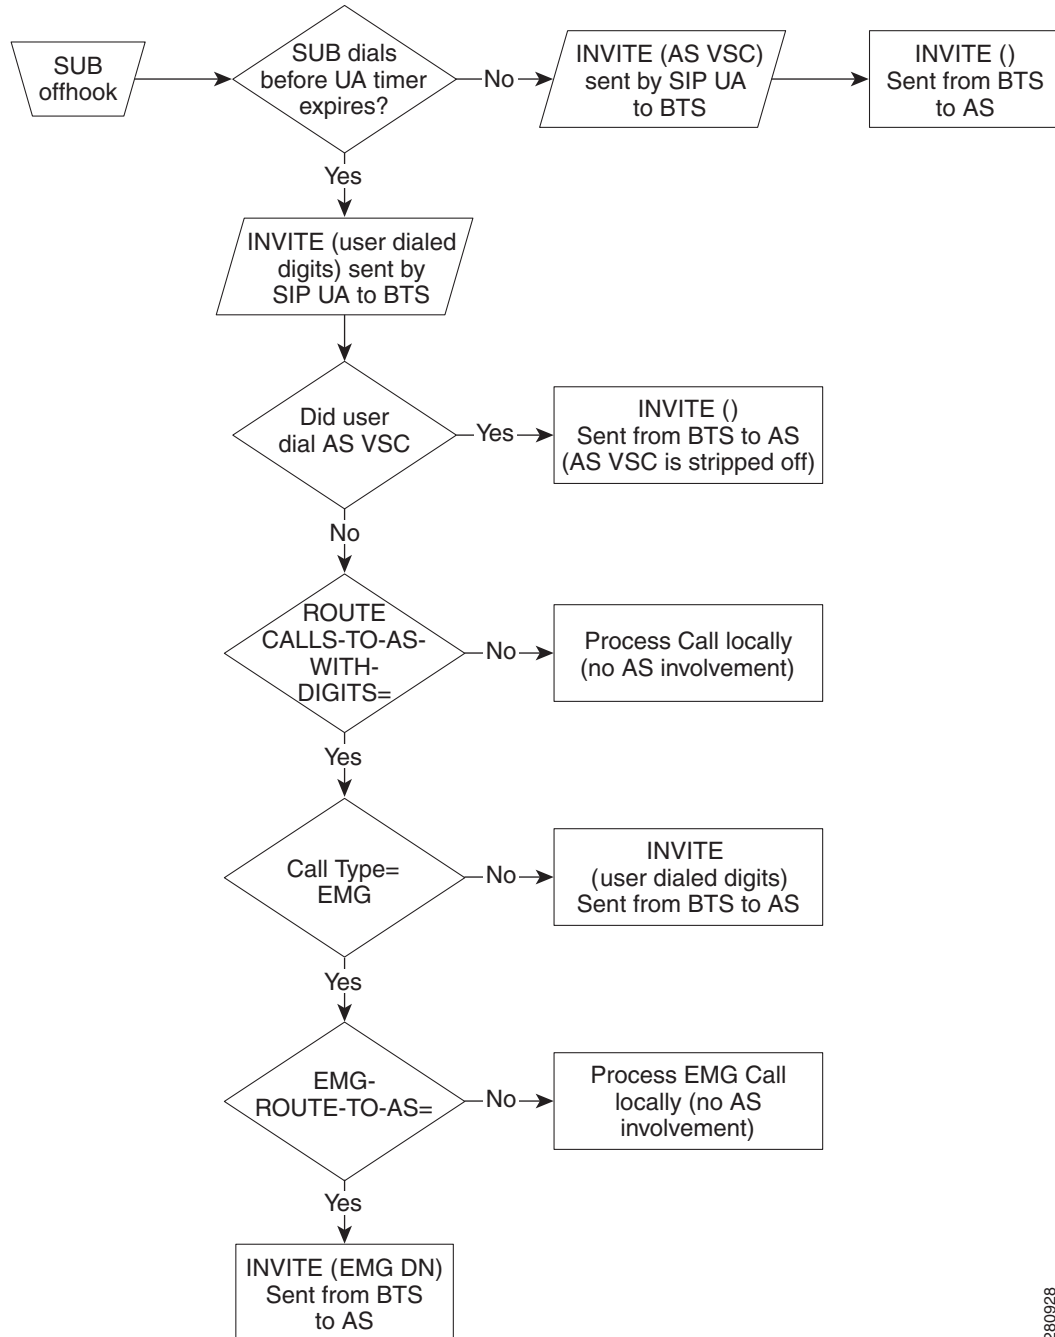 SUB
offhook
SUB dials
before UA timer
expires?
No
INVITE (AS VSC)
sent by SIP UA
to BTS
INVITE ()
Sent from BTS
to AS
Yes
INVITE (user dialed
digits) sent by
SIP UA to BTS
Did user
dial AS VSC
Yes
INVITE ()
Sent from BTS to AS
(AS VSC is stripped off)
No
ROUTE
CALLS-TO-AS-
WITH-
DIGITS=
No
Process Call locally
(no AS involvement)
Yes
Call Type=
EMG
No
INVITE
(user dialed digits)
Sent from BTS to AS
Yes
EMG-
ROUTE-TO-AS=
No
Process EMG Call
locally (no AS
involvement)
Yes
INVITE (EMG DN)
Sent from BTS
to AS
280928